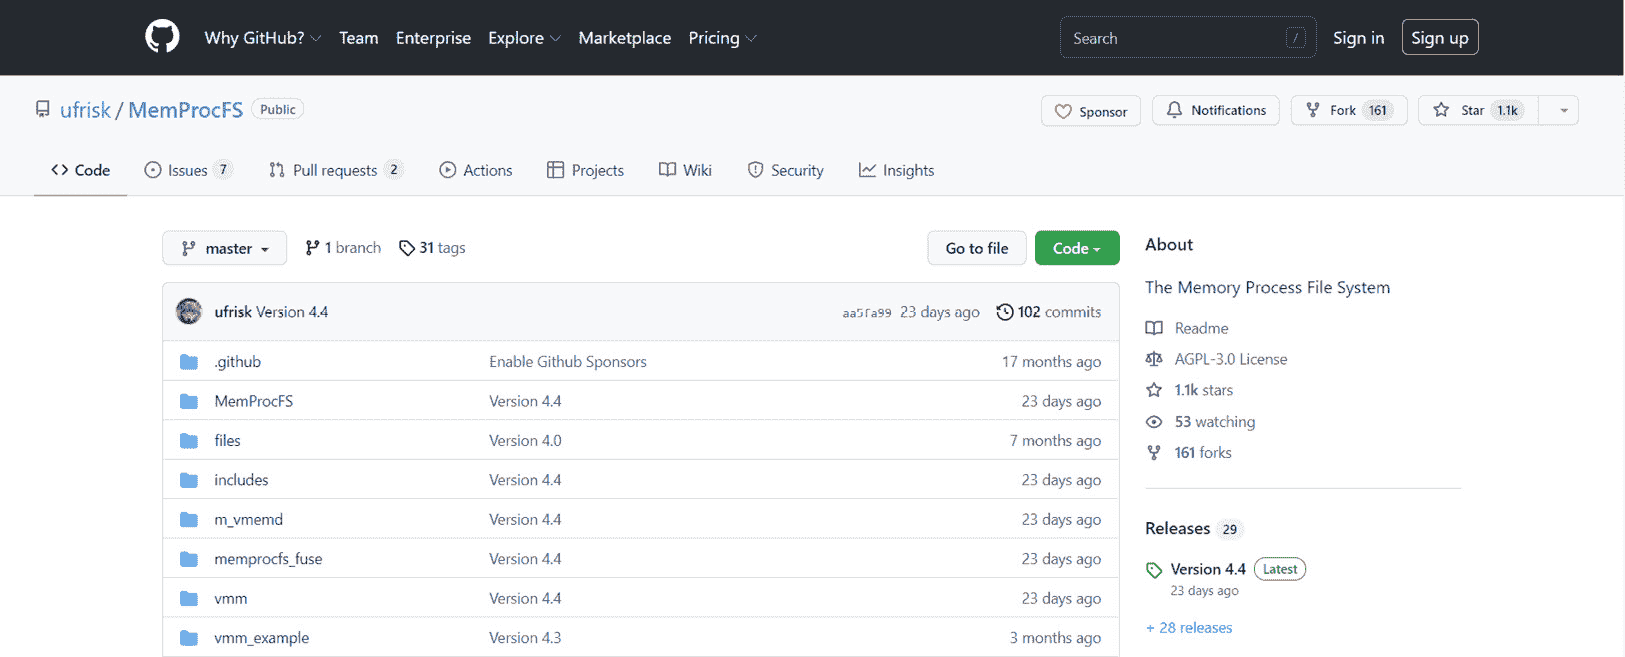 Why GitHub? Team Enterprise Explore Marketplace Pricing Search / Sign in Sign up
ufrisk / MemProcFS Public Sponsor Notifications Fork 161 Star 1.1k
Code Issues 7 Pull requests 2 Actions Projects Wiki Security Insights
master 1 branch 31 tags Go to file Code
ufrisk Version 4.4 aa5fa99 23 days ago 102 commits
.github Enable Github Sponsors 17 months ago
MemProcFS Version 4.4 23 days ago
files Version 4.0 7 months ago
includes Version 4.4 23 days ago
m_vmemd Version 4.4 23 days ago
memprocfs_fuse Version 4.4 23 days ago
vmm Version 4.4 23 days ago
vmm_example Version 4.3 3 months ago
About
The Memory Process File System
Readme
AGPL-3.0 License
1.1k stars
53 watching
161 forks
Releases 29
Version 4.4 Latest
23 days ago
+ 28 releases